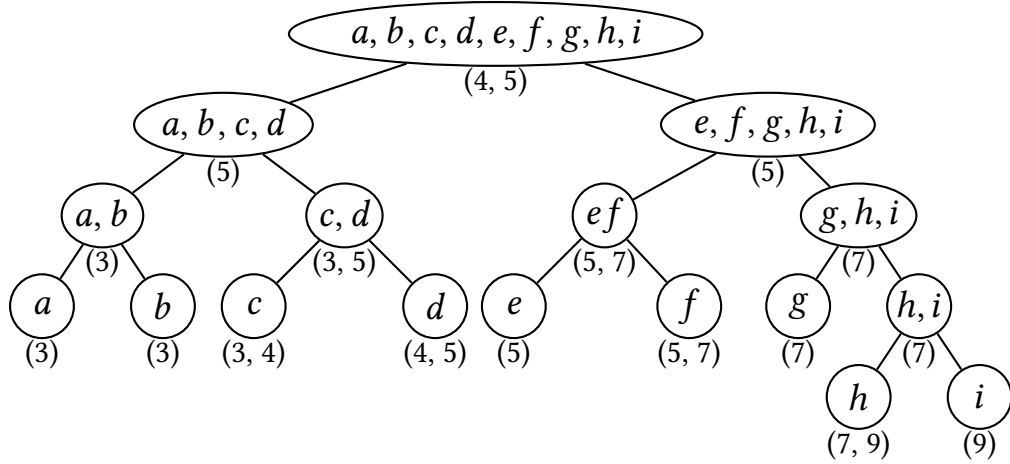 a, b, c, d, e, f, g, h, i
(4, 5)
a, b, c, d
e, f, g, h, i
(5)
(5)
a, b
c, d
ef
g, h, i
(3)
(3, 5)
(5, 7)
(7)
a
b
c
d
e
f
g
h, i
(3)
(3)
(3, 4)
(4, 5)
(5)
(5, 7)
(7)
(7)
h
i
(7, 9)
(9)